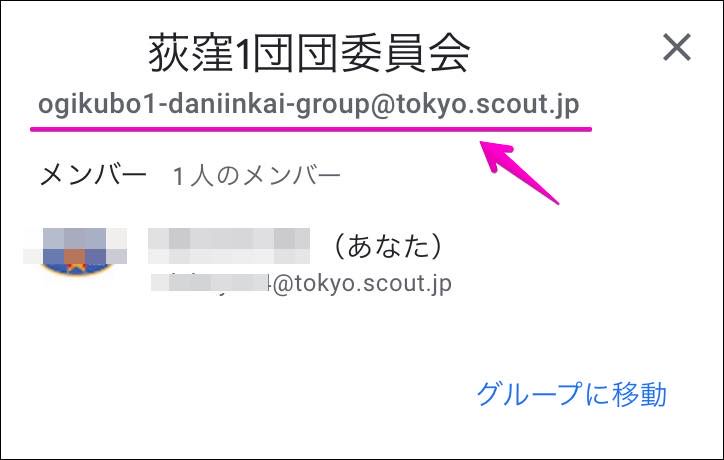 荻窪1団団委員会
ogikubo1-daniinkai-group@tokyo.scout.jp
メンバー 1人のメンバー
(あなた)
4@tokyo.scout.jp
グループに移動